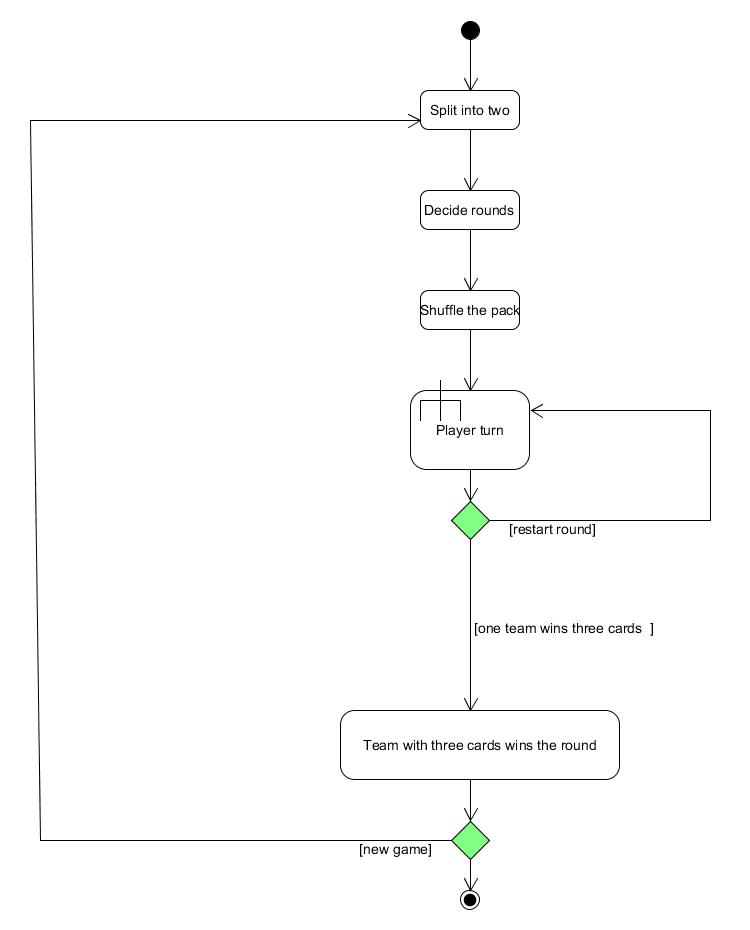 Split into two
Decide rounds
Shuffle the pack
Player turn
[restart round]
[one team wins three cards  ]
Team with three cards wins the round
[new game]